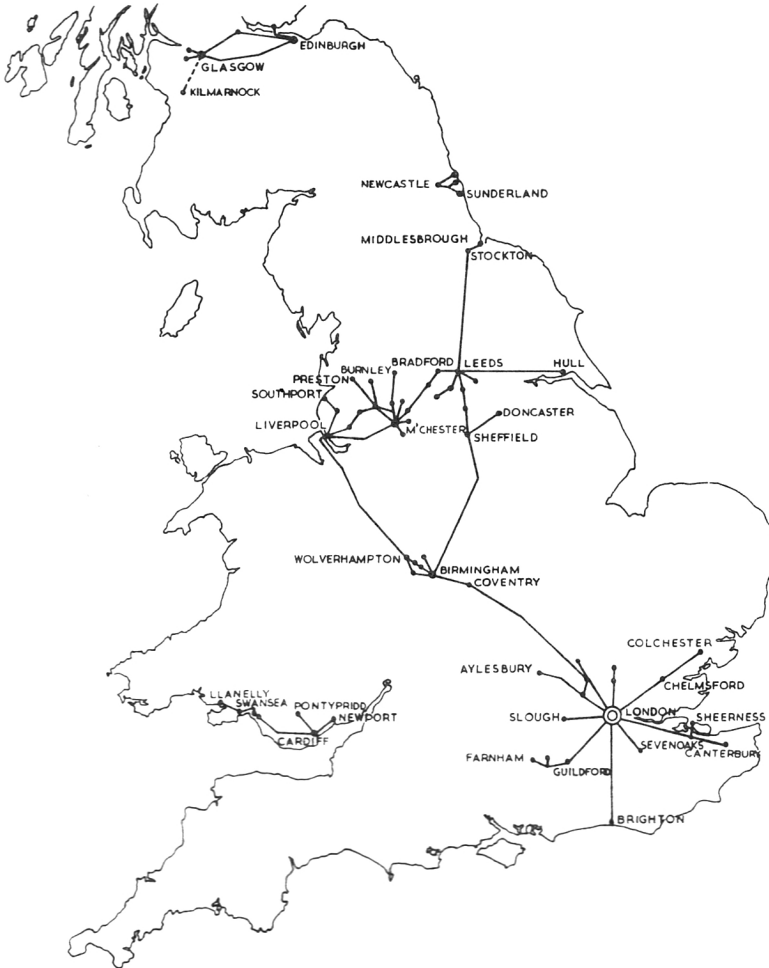 EDINBURGH
GLASGOW
KILMARNOCK
NEWCASTLE
SUNDERLAND
MIDDLESBROUGH
STOCKTON
BRADFORD
LEEDS
HULL
BURNLEY
PRESTON
SOUTHPORT
DONCASTER
LIVERPOOL
M'CHESTER
SHEFFIELD
WOLVERHAMPTON
BIRMINGHAM
COVENTRY
COLCHESTER
AYLESBURY
CHELMSFORD
LLANELLY
SWANSEA
PONTYPRIDD
NEWPORT
CARDIFF
SLOUGH
LONDON
SHEERNESS
SEVENOAKS
CANTERBURY
FARNHAM
GUILDFORD
BRIGHTON